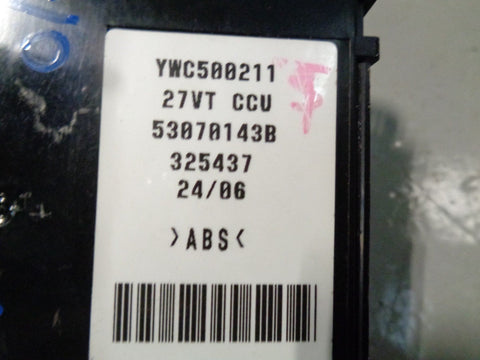 YWC500211
27VT CCU
53070143B
325437
24/06
>ABS<